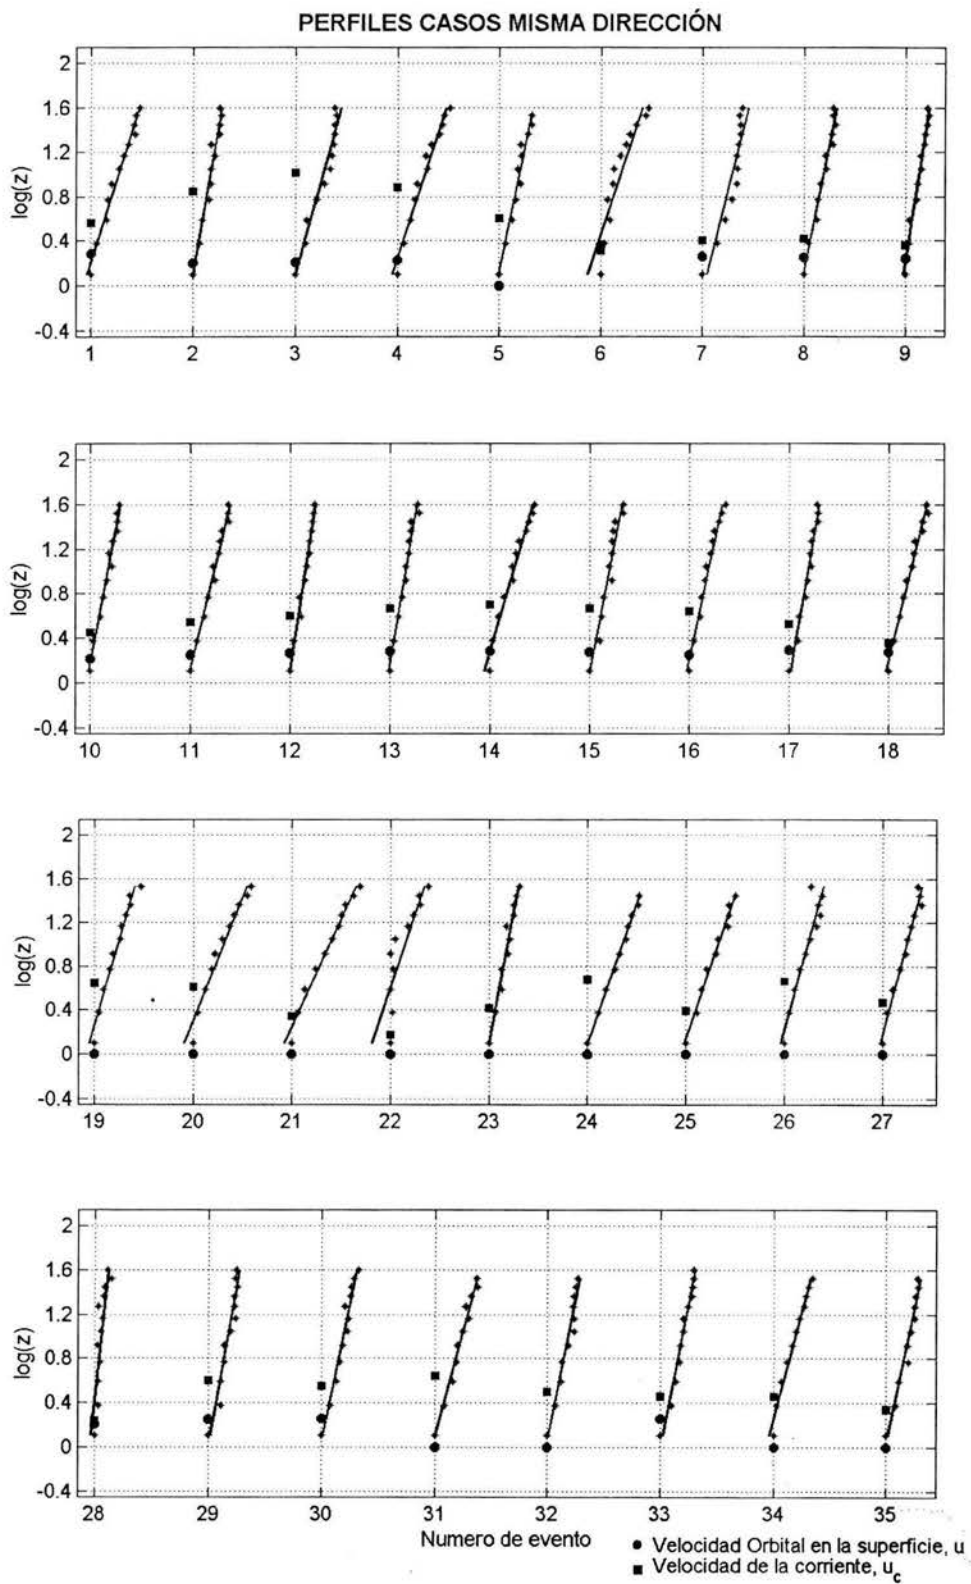 PERFILES CASOS MISMA DIRECCIÓN
2
1.6
1.2
0.8
0.4
0
-0.4
log(z)
1 2 3 4 5 6 7 8 9
2
1.6
1.2
0.8
0.4
0
-0.4
log(z)
10 11 12 13 14 15 16 17 18
2
1.6
1.2
0.8
0.4
0
-0.4
log(z)
19 20 21 22 23 24 25 26 27
2
1.6
1.2
0.8
0.4
0
-0.4
log(z)
28 29 30 31 32 33 34 35
Numero de evento
● Velocidad Orbital en la superficie, u
■ Velocidad de la corriente, u_c